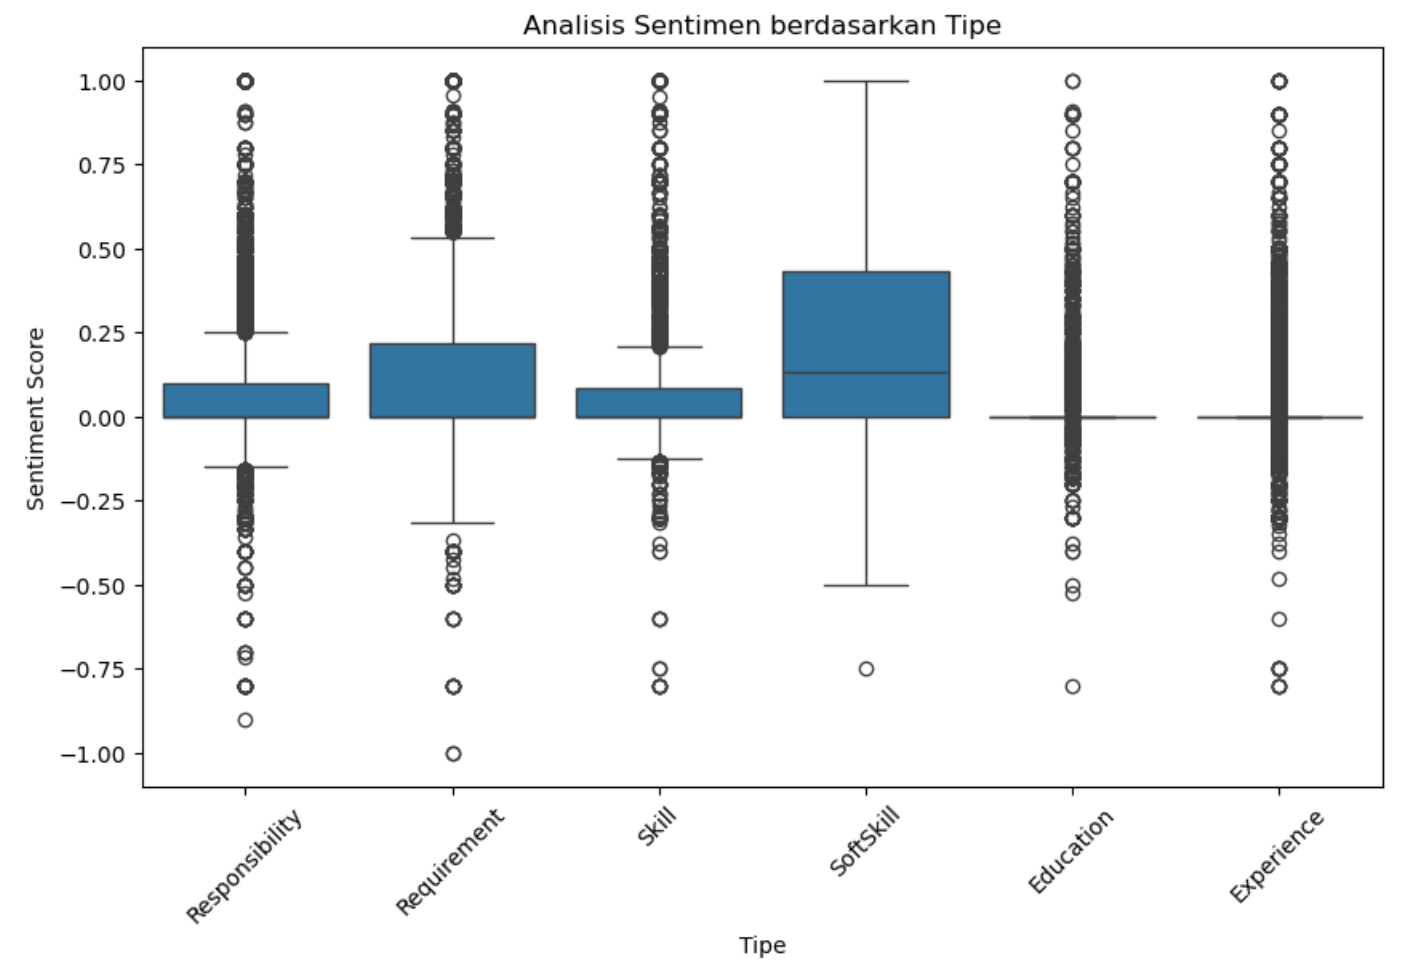 Analisis Sentimen berdasarkan Tipe
Sentiment Score
1.00
0.75
0.50
0.25
0.00
−0.25
−0.50
−0.75
−1.00
Responsibility
Requirement
Skill
SoftSkill
Education
Experience
Tipe